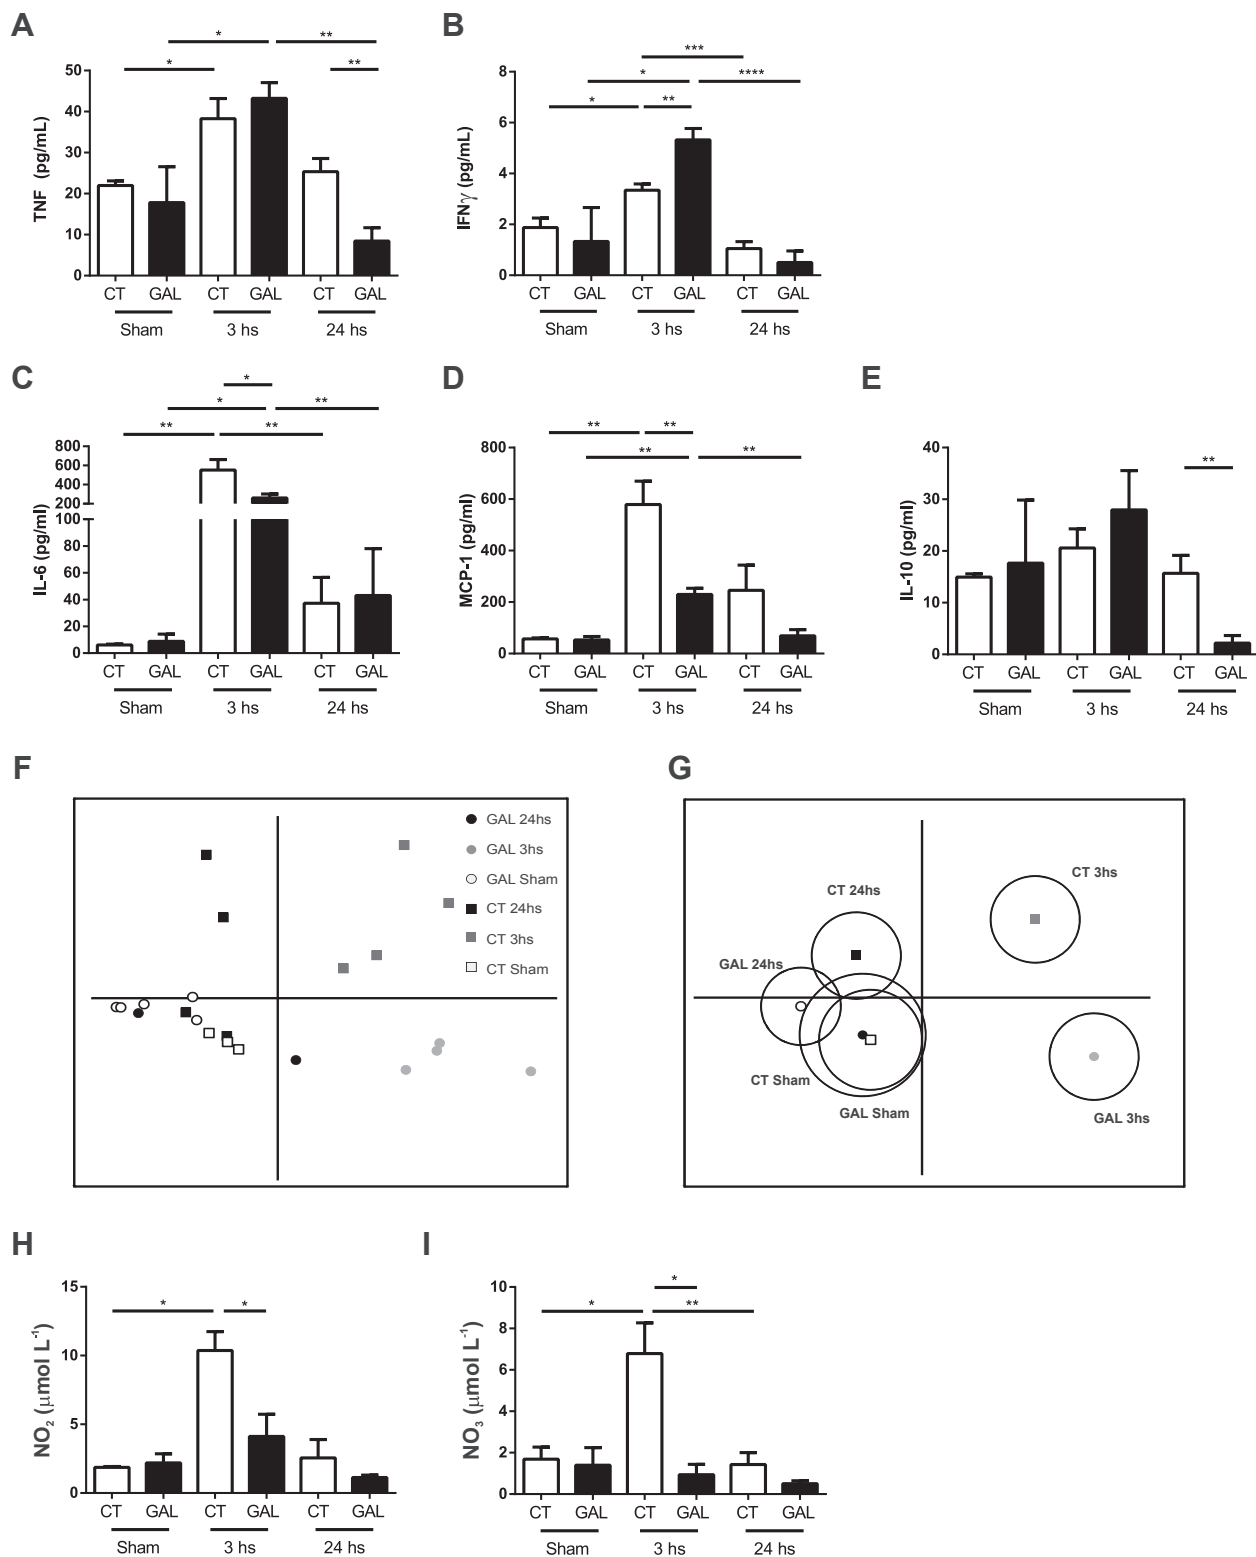 A
B
* **
* **
50
40
30
20
10
0
TNF (pg/mL)
CT GAL CT GAL CT GAL
Sham 3 hs 24 hs
***
* ****
* **
8
6
4
2
0
IFNγ (pg/mL)
CT GAL CT GAL CT GAL
Sham 3 hs 24 hs
C
D
E
*
* **
** **
800
600
400
200
100
80
60
40
20
0
IL-6 (pg/ml)
CT GAL CT GAL CT GAL
Sham 3 hs 24 hs
** **
** **
800
600
400
200
0
MCP-1 (pg/ml)
CT GAL CT GAL CT GAL
Sham 3 hs 24 hs
**
40
30
20
10
0
IL-10 (pg/ml)
CT GAL CT GAL CT GAL
Sham 3 hs 24 hs
F
G
GAL 24hs
GAL 3hs
GAL Sham
CT 24hs
CT 3hs
CT Sham
CT 3hs
CT 24hs
GAL 24hs
CT Sham
GAL Sham
GAL 3hs
H
I
* *
15
10
5
0
NO₂ (µmol L⁻¹)
CT GAL CT GAL CT GAL
Sham 3 hs 24 hs
*
* **
10
8
6
4
2
0
NO₃ (µmol L⁻¹)
CT GAL CT GAL CT GAL
Sham 3 hs 24 hs